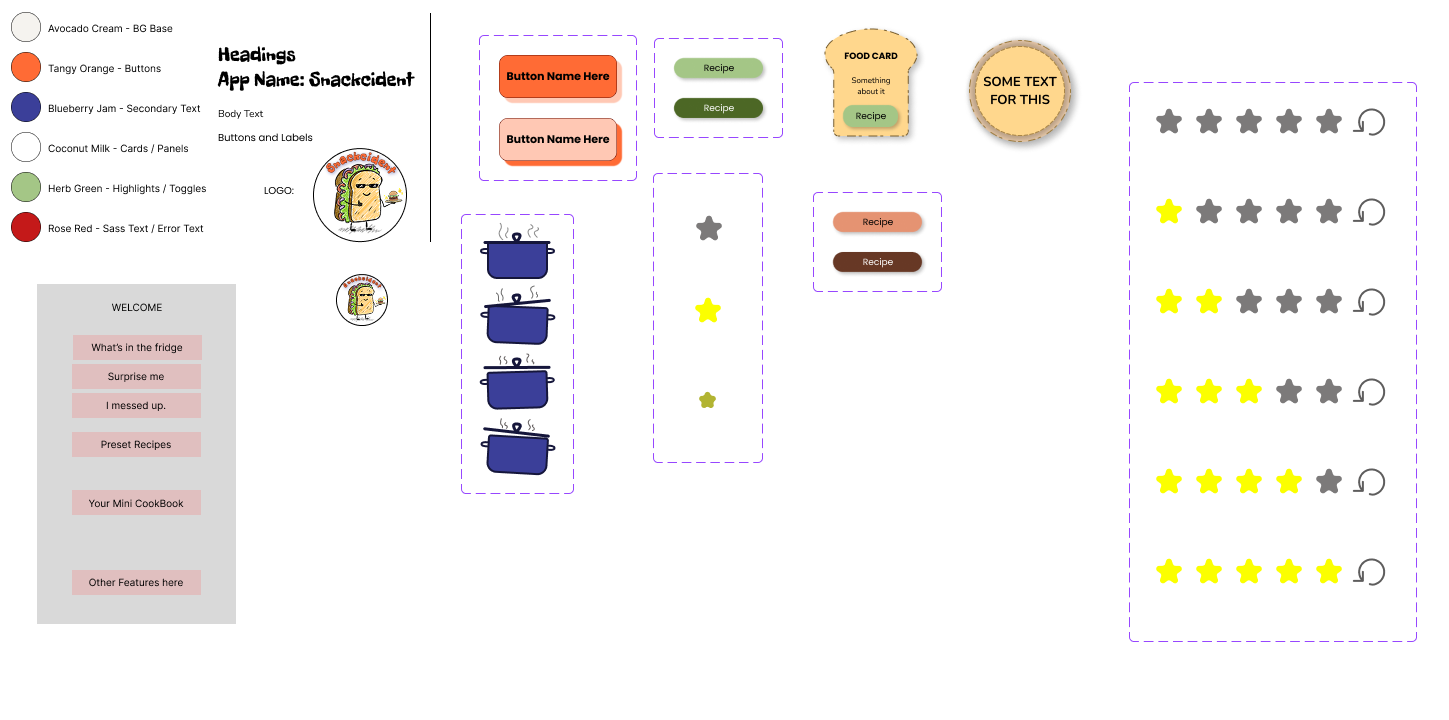 Avocado Cream - BG Base
Tangy Orange - Buttons
Blueberry Jam - Secondary Text
Coconut Milk - Cards / Panels
Herb Green - Highlights / Toggles
Rose Red - Sass Text / Error Text
Headings
App Name: Snackcident
Body Text
Buttons and Labels
LOGO:
Snackcident
Snackcident
WELCOME
What's in the fridge
Surprise me
I messed up.
Preset Recipes
Your Mini CookBook
Other Features here
Button Name Here
Button Name Here
Recipe
Recipe
FOOD CARD
Something
about it
Recipe
SOME TEXT
FOR THIS
Recipe
Recipe